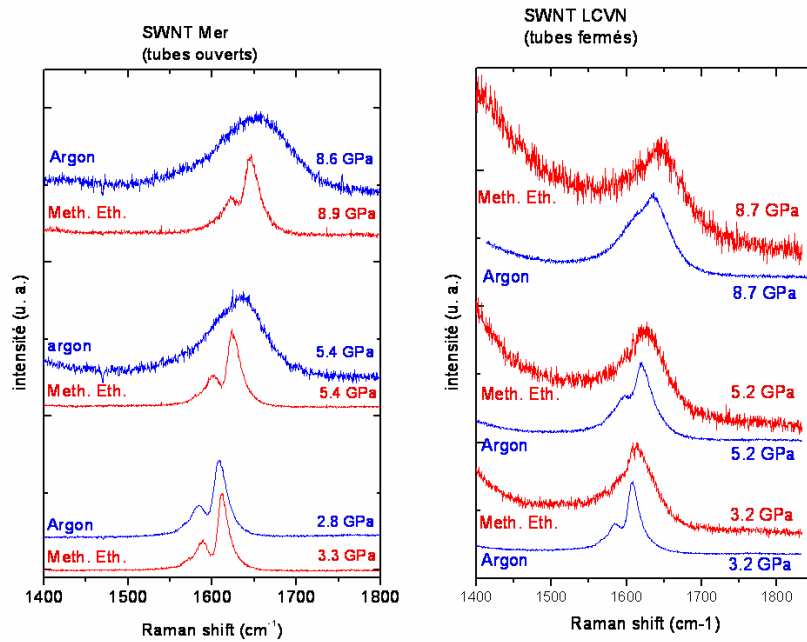 SWNT Mer
(tubes ouverts)
Argon
8.6 GPa
Meth. Eth.
8.9 GPa
argon
5.4 GPa
Meth. Eth.
5.4 GPa
Argon
2.8 GPa
Meth. Eth.
3.3 GPa
intensité (u. a.)
1400 1500 1600 1700 1800
Raman shift (cm⁻¹)
SWNT LCVN
(tubes fermés)
Meth. Eth.
8.7 GPa
Argon
8.7 GPa
Meth. Eth.
5.2 GPa
Argon
5.2 GPa
Meth. Eth.
3.2 GPa
Argon
3.2 GPa
intensité (u. a.)
1400 1500 1600 1700 1800
Raman shift (cm-1)